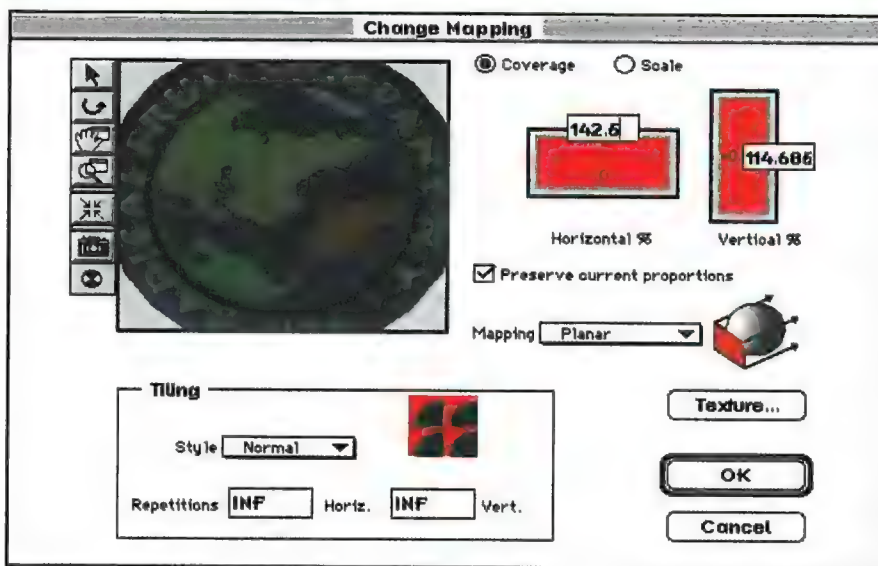 Change Mapping
Coverage
Scale
142.6
114.686
Horizontal %
Vertical %
Preserve current proportions
Mapping
Planar
Tiling
Style
Normal
Repetitions
INF
Horiz.
INF
Vert.
Texture...
OK
Cancel